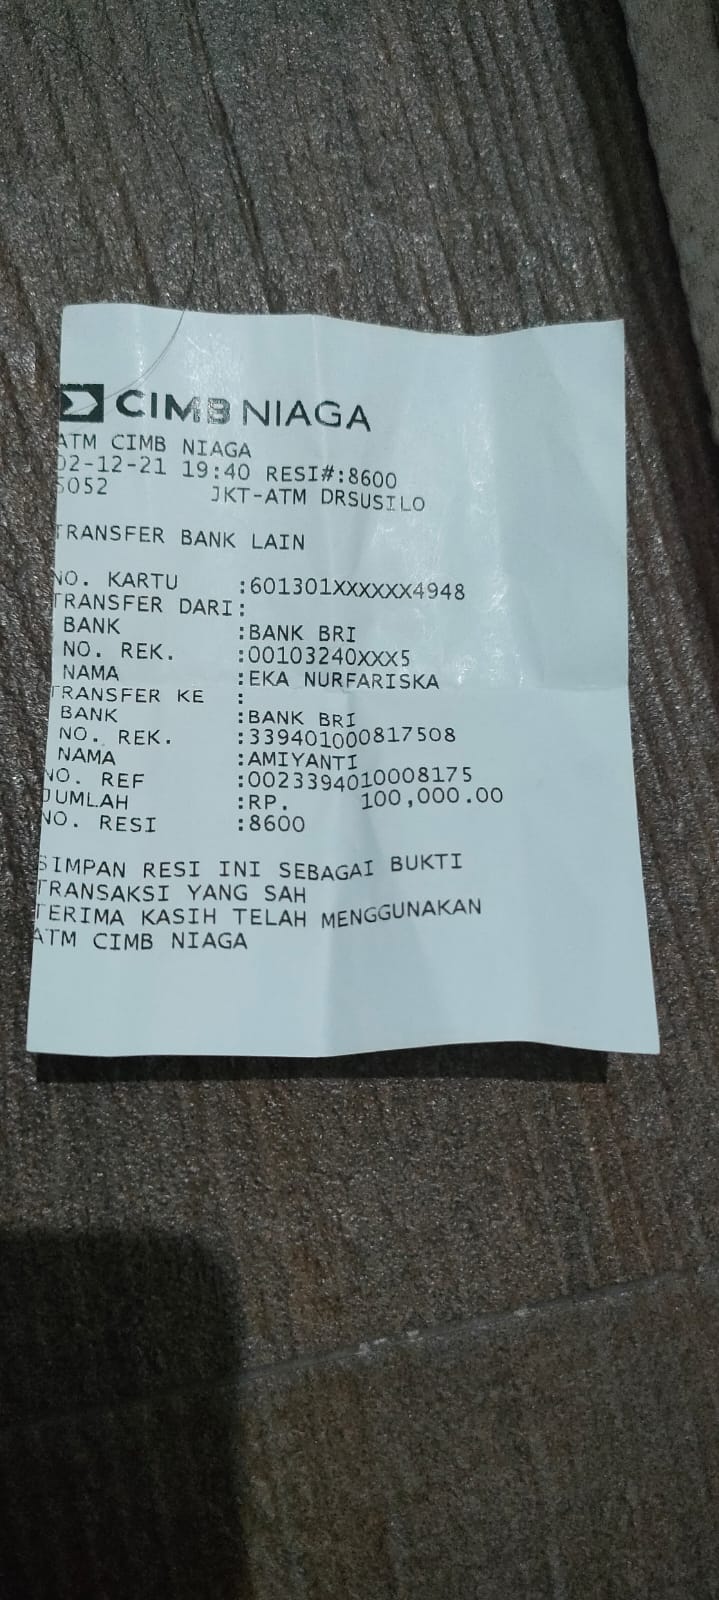 CIMB NIAGA
ATM CIMB NIAGA
02-12-21 19:40 RESI#:8600
5052 JKT-ATM DRSUSILO
TRANSFER BANK LAIN
NO. KARTU :601301XXXXXX4948
TRANSFER DARI:
BANK :BANK BRI
NO. REK. :00103240XXX5
NAMA :EKA NURFARISKA
TRANSFER KE :
BANK :BANK BRI
NO. REK. :339401000817508
NAMA :AMIYANTI
NO. REF :0023394010008175
JUMLAH :RP. 100,000.00
NO. RESI :8600
SIMPAN RESI INI SEBAGAI BUKTI
TRANSAKSI YANG SAH
TERIMA KASIH TELAH MENGGUNAKAN
ATM CIMB NIAGA